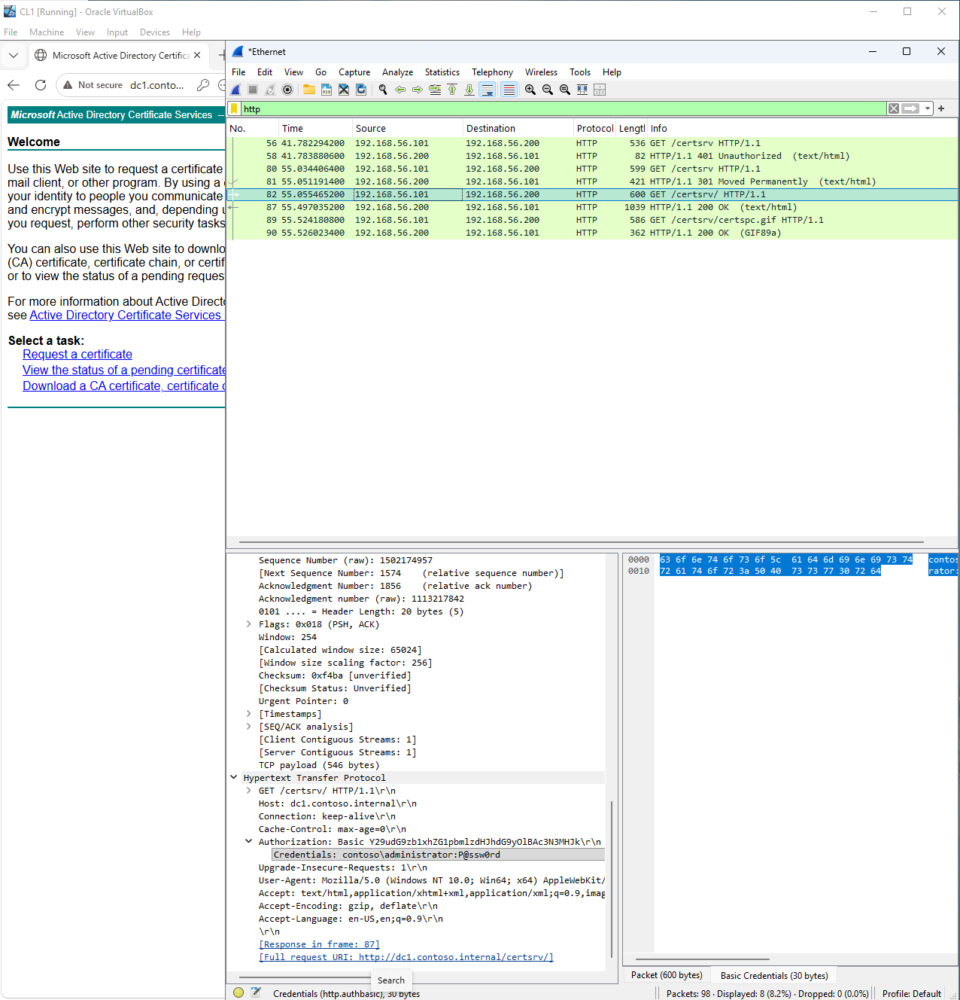 CL1 [Running] - Oracle VirtualBox
File Machine View Input Devices Help
Microsoft Active Directory Certifica
Not secure dc1.conto...
Microsoft Active Directory Certificate Services --
Welcome
Use this Web site to request a certificate
mail client, or other program. By using a
your identity to people you communicate
and encrypt messages, and, depending
you request, perform other security tasks
You can also use this Web site to downlo
(CA) certificate, certificate chain, or certif
or to view the status of a pending reques
For more information about Active Directo
see Active Directory Certificate Services
Select a task:
Request a certificate
View the status of a pending certificate
Download a CA certificate, certificate
*Ethernet
File Edit View Go Capture Analyze Statistics Telephony Wireless Tools Help
http
No. Time Source Destination Protocol Lengtl Info
56 41.782294200 192.168.56.101 192.168.56.200 HTTP 536 GET /certsrv HTTP/1.1
58 41.783880600 192.168.56.200 192.168.56.101 HTTP 82 HTTP/1.1 401 Unauthorized (text/html)
80 55.034406400 192.168.56.101 192.168.56.200 HTTP 599 GET /certsrv HTTP/1.1
81 55.051191400 192.168.56.200 192.168.56.101 HTTP 421 HTTP/1.1 301 Moved Permanently (text/html)
82 55.055465200 192.168.56.101 192.168.56.200 HTTP 600 GET /certsrv/ HTTP/1.1
87 55.497035200 192.168.56.200 192.168.56.101 HTTP 1039 HTTP/1.1 200 OK (text/html)
89 55.524180800 192.168.56.101 192.168.56.200 HTTP 586 GET /certsrv/certspc.gif HTTP/1.1
90 55.526023400 192.168.56.200 192.168.56.101 HTTP 362 HTTP/1.1 200 OK (GIF89a)
Sequence Number (raw): 1502174957
[Next Sequence Number: 1574 (relative sequence number)]
Acknowledgment Number: 1856 (relative ack number)
Acknowledgment number (raw): 1113217842
0101 .... = Header Length: 20 bytes (5)
Flags: 0x018 (PSH, ACK)
Window: 254
[Calculated window size: 65024]
[Window size scaling factor: 256]
Checksum: 0xf4ba [unverified]
[Checksum Status: Unverified]
Urgent Pointer: 0
[Timestamps]
[SEQ/ACK analysis]
[Client Contiguous Streams: 1]
[Server Contiguous Streams: 1]
TCP payload (546 bytes)
Hypertext Transfer Protocol
GET /certsrv/ HTTP/1.1\r\n
Host: dc1.contoso.internal\r\n
Connection: keep-alive\r\n
Cache-Control: max-age=0\r\n
Authorization: Basic Y29udG9zb1xhZG1pbmlzdHJhdG9yOlBAc3N3MHJk\r\n
Credentials: contoso\administrator:P@ssw0rd
Upgrade-Insecure-Requests: 1\r\n
User-Agent: Mozilla/5.0 (Windows NT 10.0; Win64; x64) AppleWebKit/
Accept: text/html,application/xhtml+xml,application/xml;q=0.9,imag
Accept-Encoding: gzip, deflate\r\n
Accept-Language: en-US,en;q=0.9\r\n
\r\n
[Response in frame: 87]
[Full request URI: http://dc1.contoso.internal/certsrv/]
0000 63 6f 6e 74 6f 73 6f 5c 61 64 6d 69 6e 69 73 74 contos
0010 72 61 74 6f 72 3a 50 40 73 73 77 30 72 64 rator:
Packet (600 bytes) Basic Credentials (30 bytes)
Search
Credentials (http.authbasic), 30 bytes
Packets: 98 · Displayed: 8 (8.2%) · Dropped: 0 (0.0%) Profile: Default